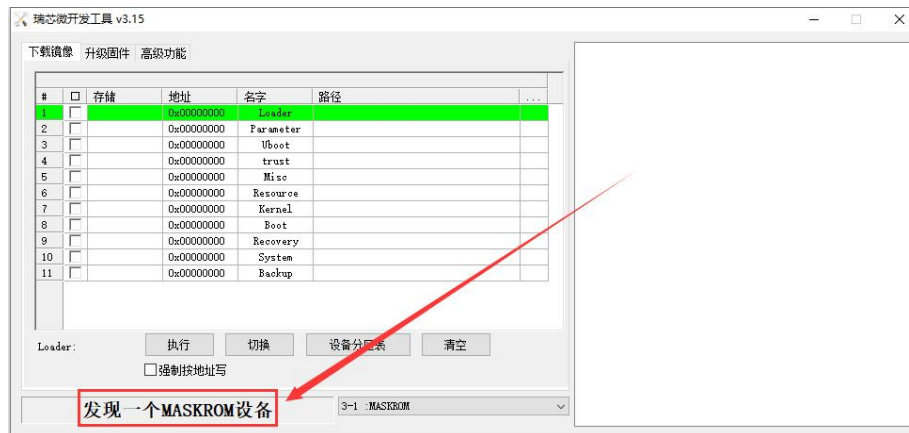 瑞芯微开发工具 v3.15
下载镜像 升级固件 高级功能
# 存储 地址 名字 路径 ...
1 0x00000000 Loader
2 0x00000000 Parameter
3 0x00000000 Uboot
4 0x00000000 trust
5 0x00000000 Misc
6 0x00000000 Resource
7 0x00000000 Kernel
8 0x00000000 Boot
9 0x00000000 Recovery
10 0x00000000 System
11 0x00000000 Backup
Loader: 执行 切换 设备分区表 清空
强制按地址写
发现一个MASKROM设备 3-1 :MASKROM